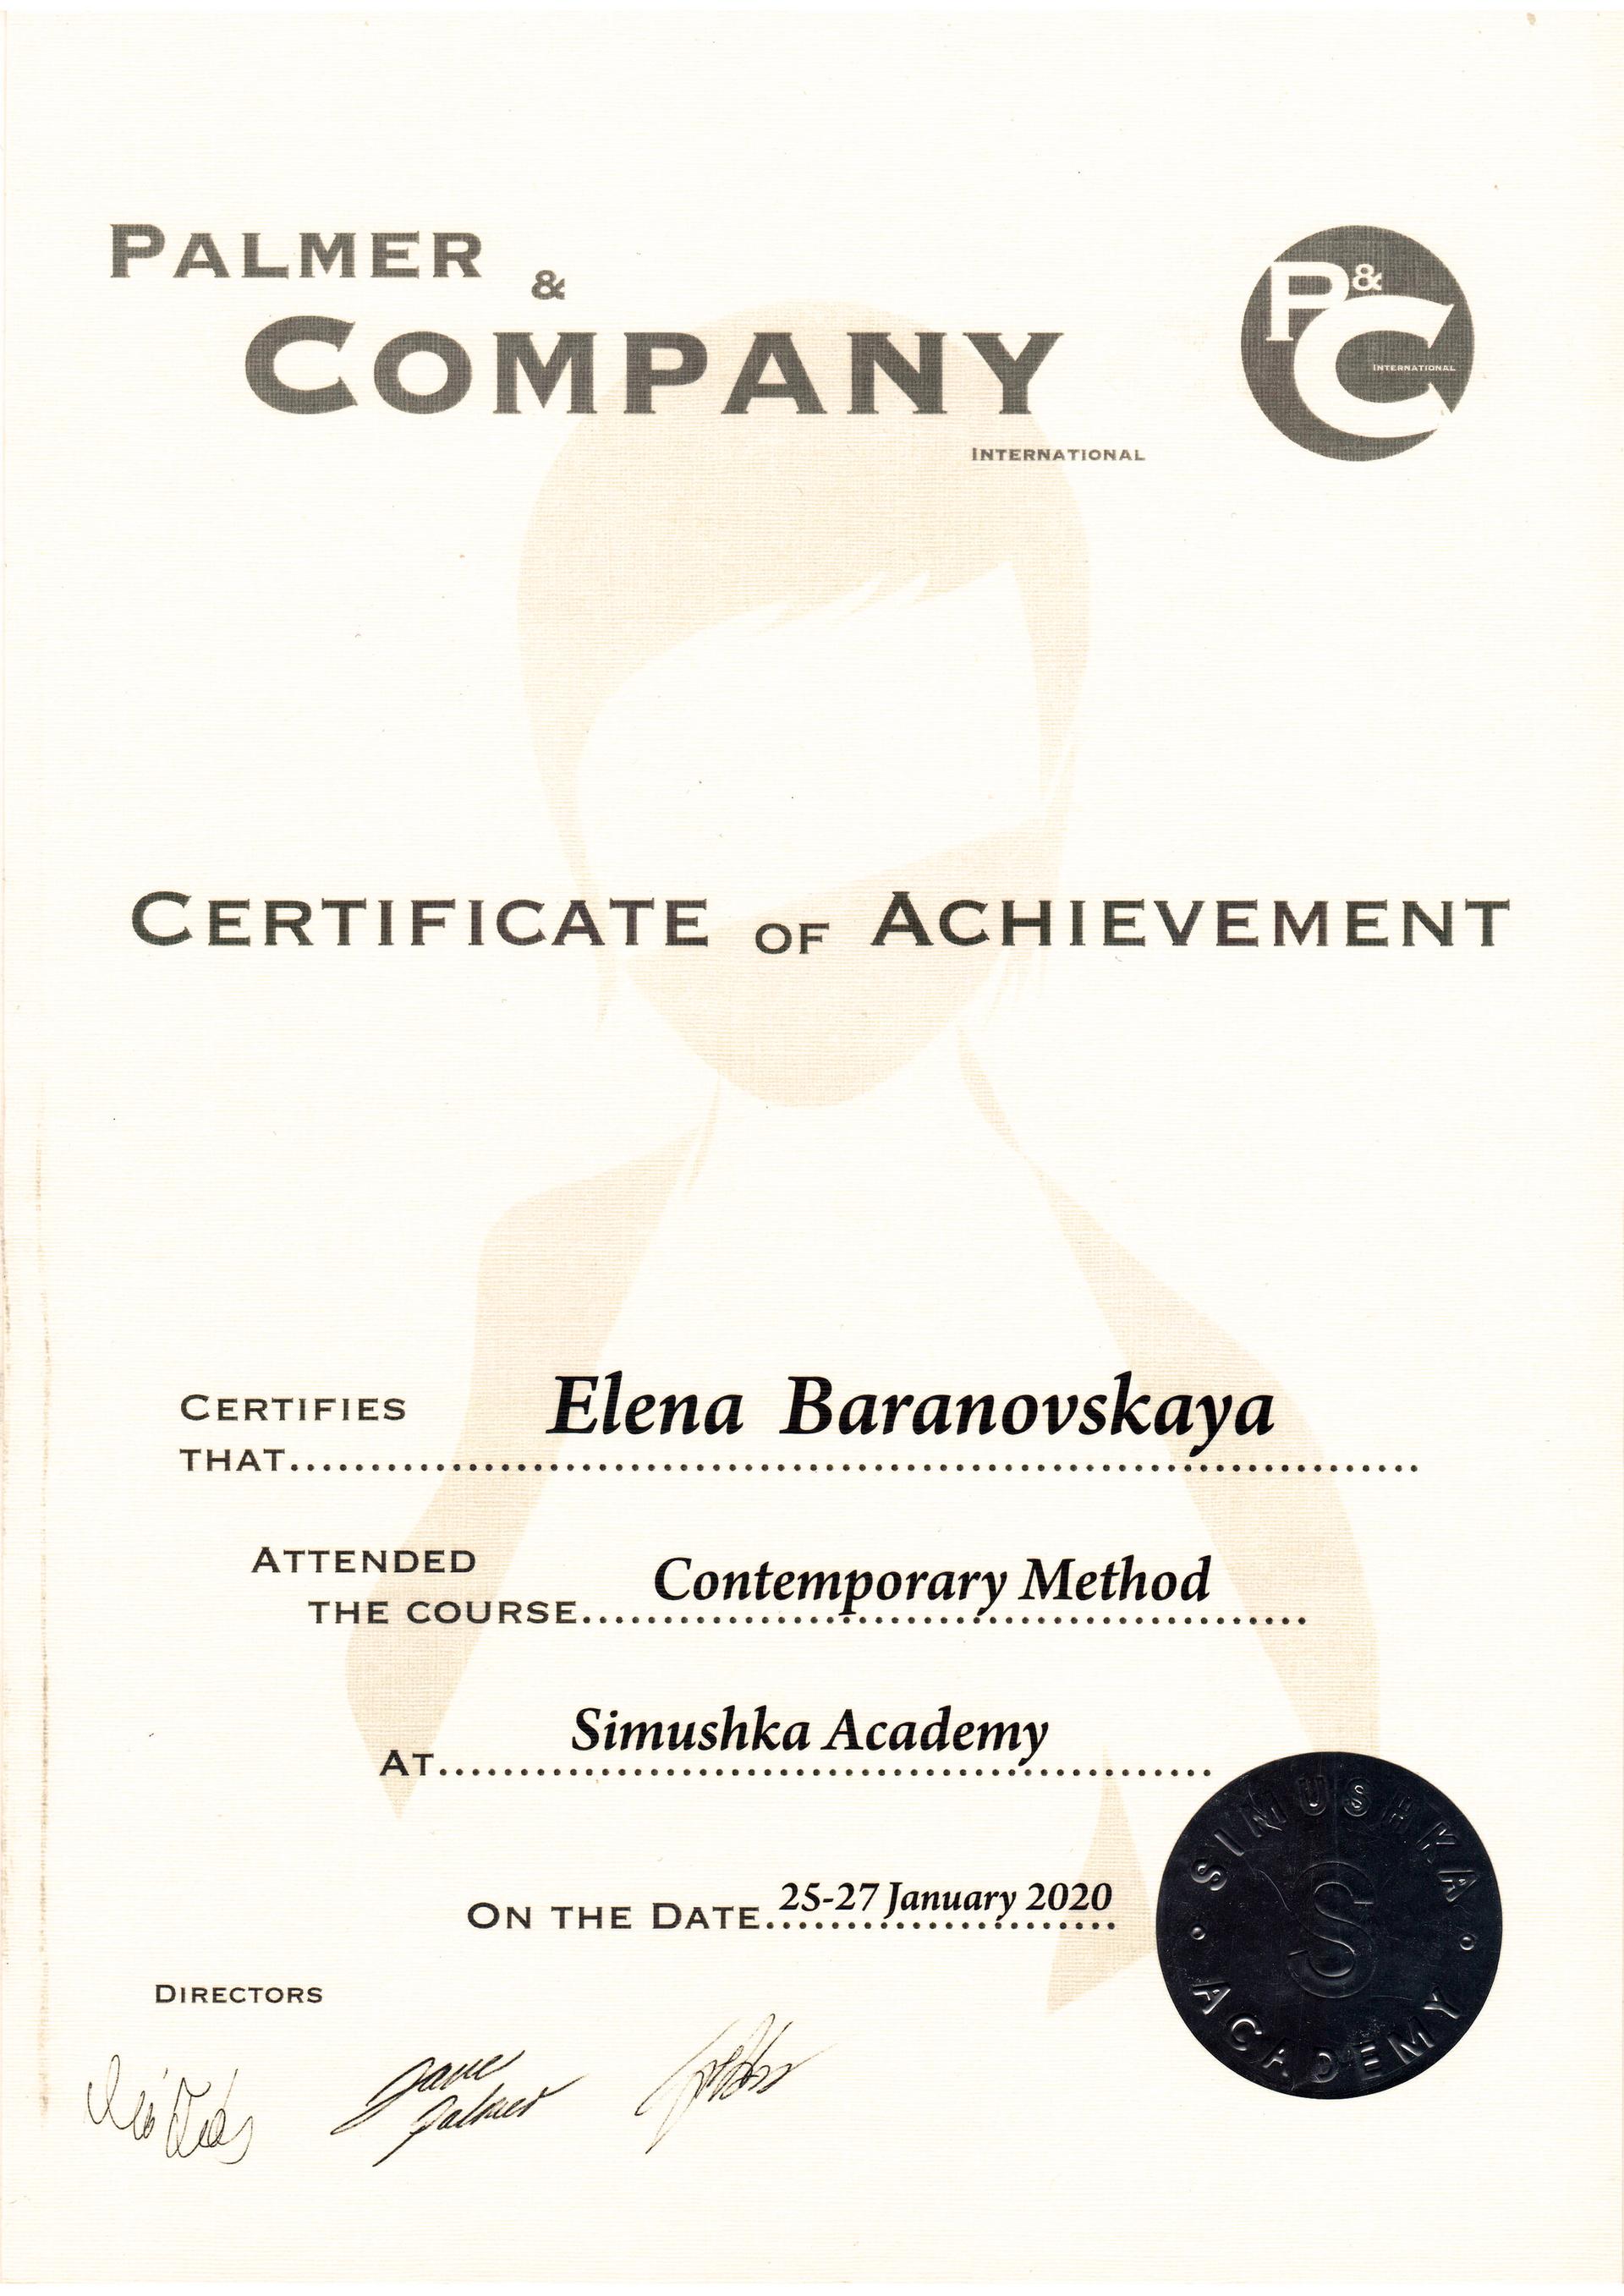 PALMER
&
COMPANY
INTERNATIONAL
P&C
INTERNATIONAL
CERTIFICATE OF ACHIEVEMENT
CERTIFIES
THAT Elena Baranovskaya
ATTENDED
THE COURSE Contemporary Method
AT Simushka Academy
ON THE DATE 25-27 January 2020
SIMUSHKA
S
ACADEMY
DIRECTORS